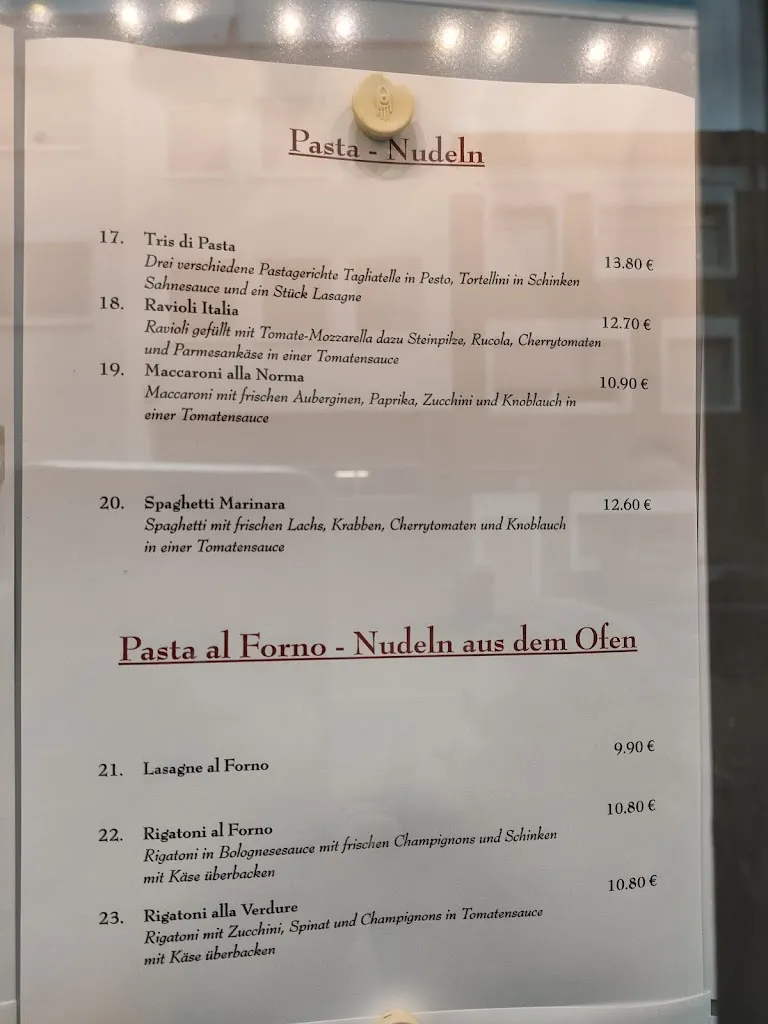 Pasta - Nudeln
17. Tris di Pasta 13.80 €
Drei verschiedene Pastagerichte Tagliatelle in Pesto, Tortellini in Schinken
Sahnesauce und ein Stück Lasagne
18. Ravioli Italia 12.70 €
Ravioli gefüllt mit Tomate-Mozzarella dazu Steinpilze, Rucola, Cherrytomaten
und Parmesankäse in einer Tomatensauce
19. Maccaroni alla Norma 10.90 €
Maccaroni mit frischen Auberginen, Paprika, Zucchini und Knoblauch in
einer Tomatensauce
20. Spaghetti Marinara 12.60 €
Spaghetti mit frischen Lachs, Krabben, Cherrytomaten und Knoblauch
in einer Tomatensauce
Pasta al Forno - Nudeln aus dem Ofen
21. Lasagne al Forno 9.90 €
22. Rigatoni al Forno 10.80 €
Rigatoni in Bolognesesauce mit frischen Champignons und Schinken
mit Käse überbacken
23. Rigatoni alla Verdure 10.80 €
Rigatoni mit Zucchini, Spinat und Champignons in Tomatensauce
mit Käse überbacken